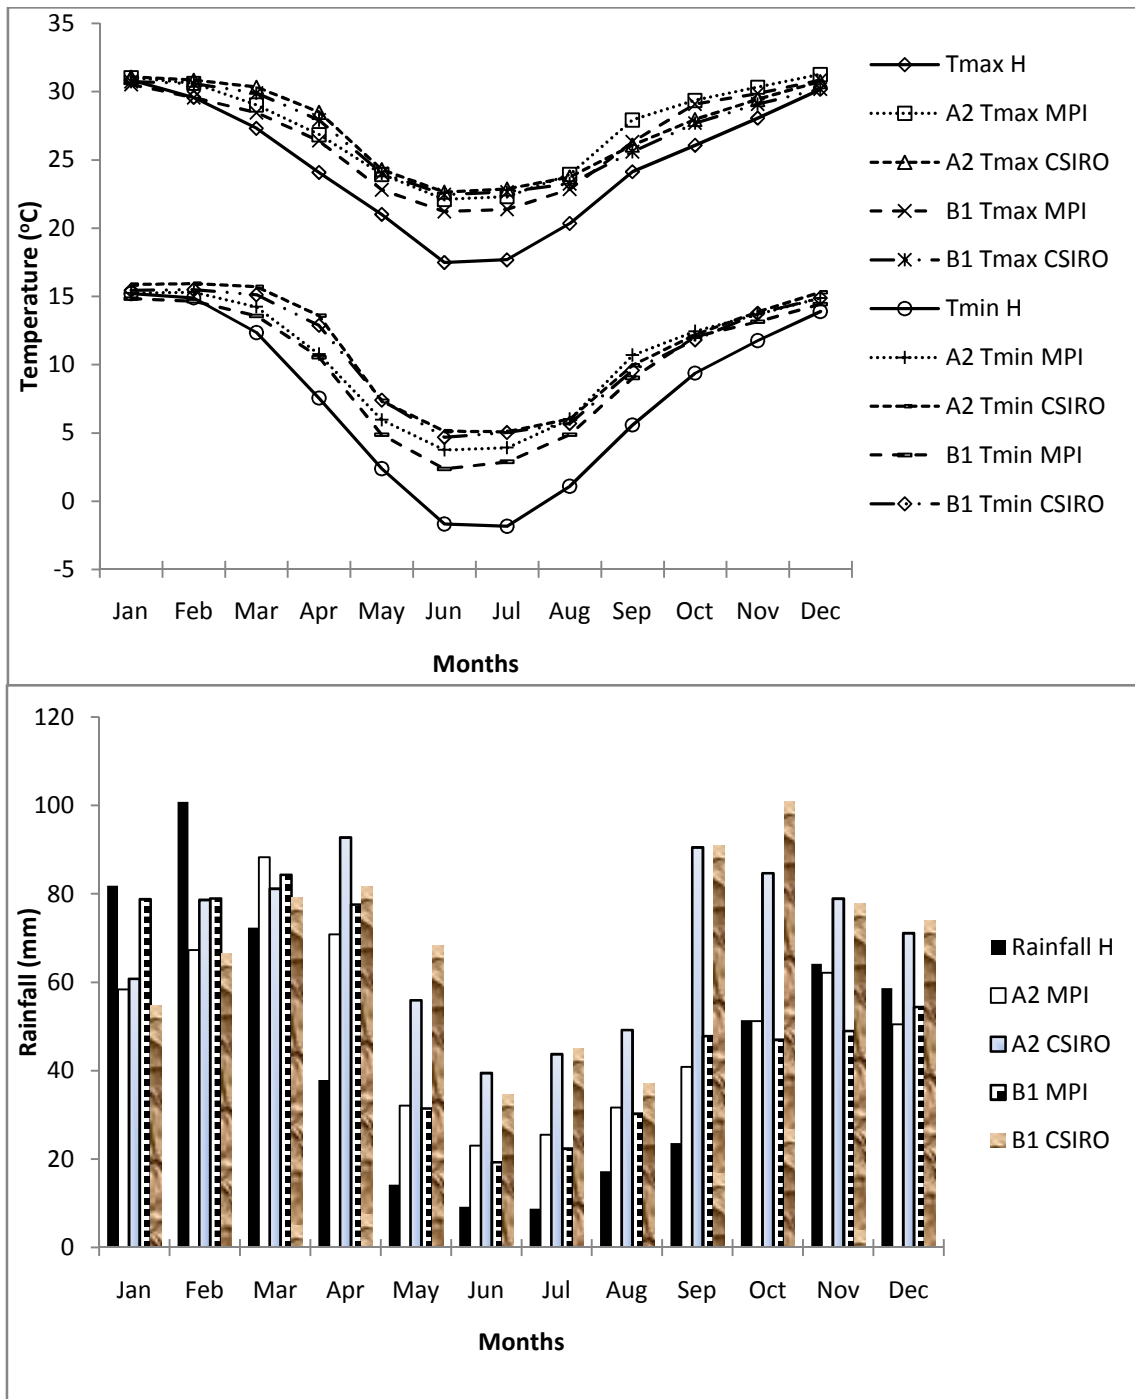 35
30
25
20
15
10
5
0
-5
Temperature (ºC)
Jan Feb Mar Apr May Jun Jul Aug Sep Oct Nov Dec
Months
Tmax H
A2 Tmax MPI
A2 Tmax CSIRO
B1 Tmax MPI
B1 Tmax CSIRO
Tmin H
A2 Tmin MPI
A2 Tmin CSIRO
B1 Tmin MPI
B1 Tmin CSIRO
120
100
80
60
40
20
0
Rainfall (mm)
Jan Feb Mar Apr May Jun Jul Aug Sep Oct Nov Dec
Months
Rainfall H
A2 MPI
A2 CSIRO
B1 MPI
B1 CSIRO